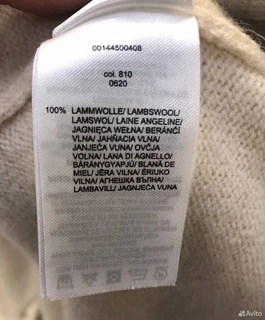 00144500408
col. 810
0620
100% LAMMWOLLE/ LAMBSWOOL/
LAMSWOL/ LAINE ANGELINE/
JAGNIĘCA WEŁNA/ BERÁNČÍ
VLNA/ JAHŇACIA VLNA/
JANJEĆA VUNA/ OVČJA
VOLNA/ LANA DI AGNELLO/
BÁRÁNYGYAPJÚ/ BLANĂ DE
MIEL/ JĒRA VILNA/ ĖRIUKO
VILNA/ АГНЕШКА ВЪЛНА/
LAMBAVILL/ JAGNJEĆA VUNA
Avito